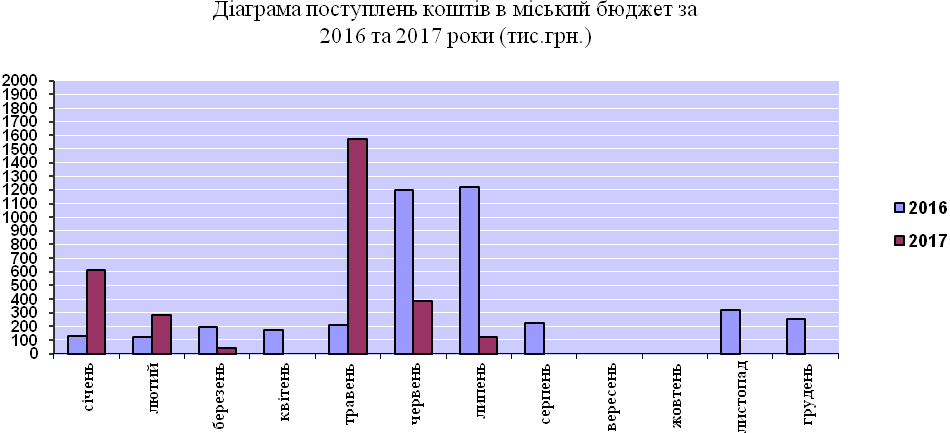 Діаграма поступлень коштів в міський бюджет за
2016 та 2017 роки (тис.грн.)
2000
1900
1800
1700
1600
1500
1400
1300
1200
1100
1000
900
800
700
600
500
400
300
200
100
0
січень
лютий
березень
квітень
травень
червень
липень
серпень
вересень
жовтень
листопад
грудень
2016
2017